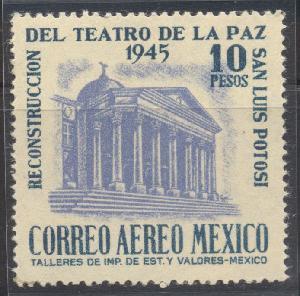 RECONSTRUCCION
DEL TEATRO DE LA PAZ
SAN LUIS POTOSI
1945
10
PESOS
CORREO AEREO MEXICO
TALLERES DE IMP. DE EST. Y VALORES-MEXICO